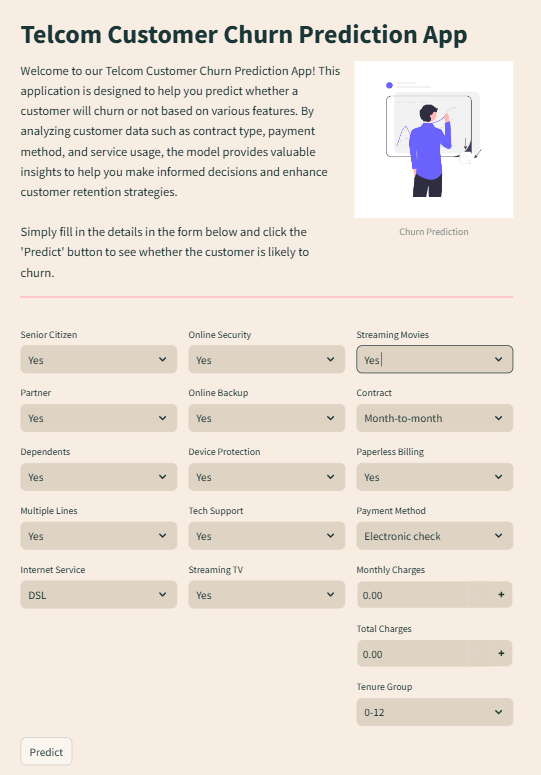 Telcom Customer Churn Prediction App
Welcome to our Telcom Customer Churn Prediction App! This
application is designed to help you predict whether a
customer will churn or not based on various features. By
analyzing customer data such as contract type, payment
method, and service usage, the model provides valuable
insights to help you make informed decisions and enhance
customer retention strategies.
Simply fill in the details in the form below and click the
'Predict' button to see whether the customer is likely to
churn.
Churn Prediction
Senior Citizen
Yes
Partner
Yes
Dependents
Yes
Multiple Lines
Yes
Internet Service
DSL
Online Security
Yes
Online Backup
Yes
Device Protection
Yes
Tech Support
Yes
Streaming TV
Yes
Streaming Movies
Yes
Contract
Month-to-month
Paperless Billing
Yes
Payment Method
Electronic check
Monthly Charges
0.00
Total Charges
0.00
Tenure Group
0-12
Predict